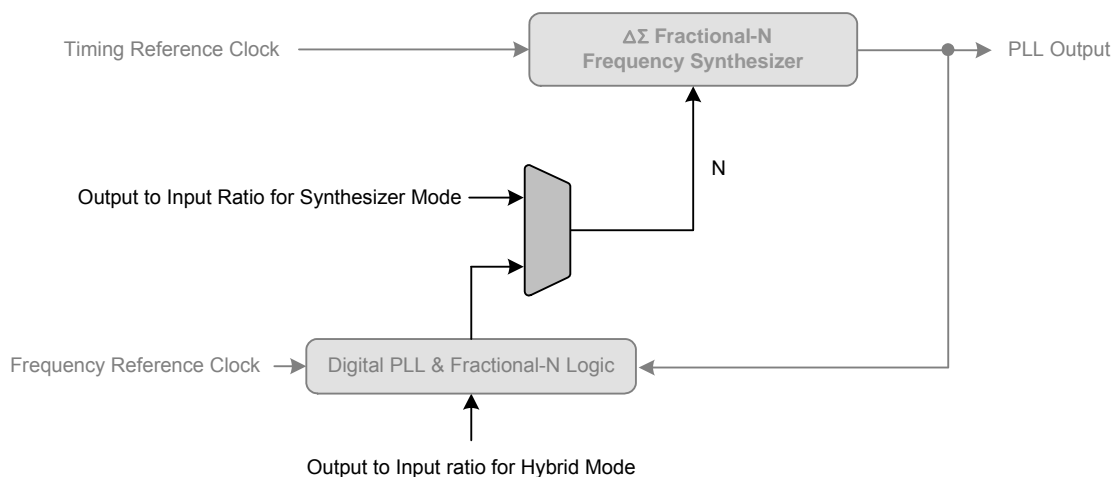 Timing Reference Clock
ΔΣ Fractional-N
Frequency Synthesizer
PLL Output
N
Output to Input Ratio for Synthesizer Mode
Frequency Reference Clock
Digital PLL & Fractional-N Logic
Output to Input ratio for Hybrid Mode